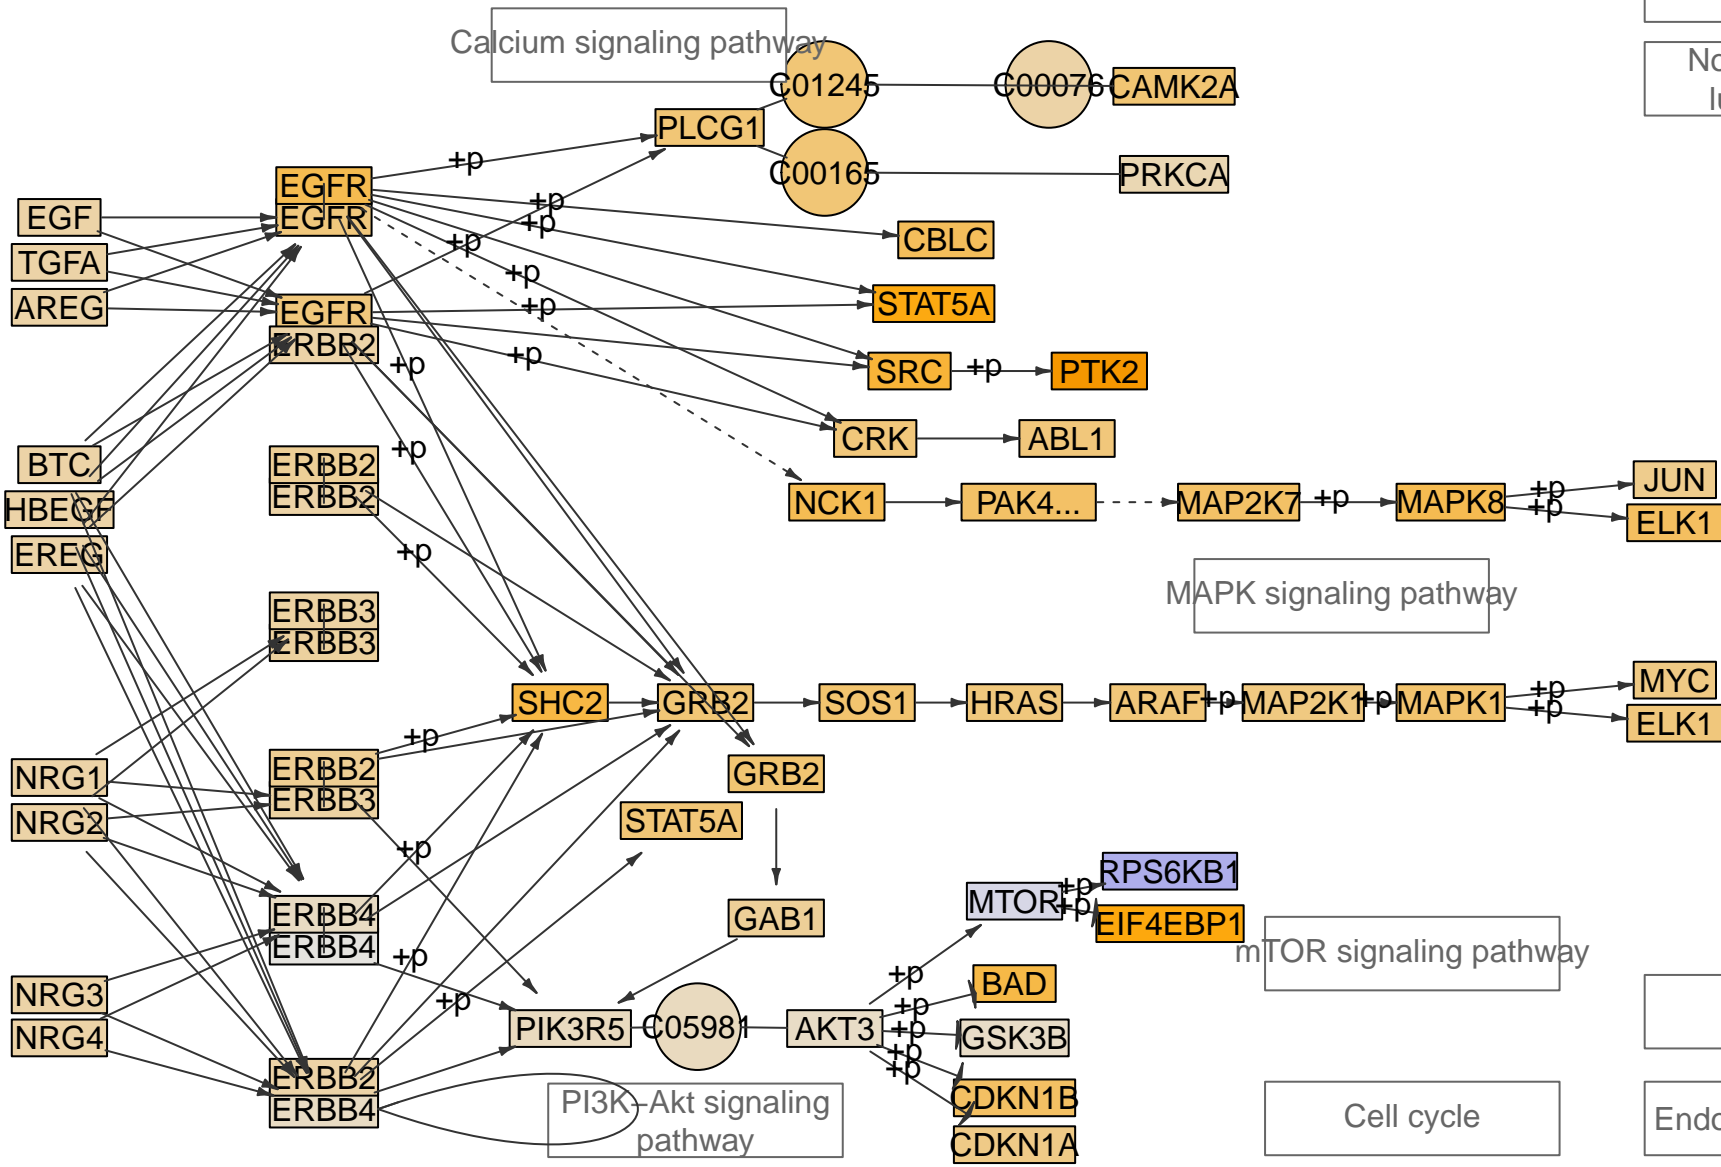 Calcium signaling pathway
No
lu
C01245
C00076
CAMK2A
PLCG1
+p
C00165
PRKCA
EGFR
EGFR
EGF
+p
+p
TGFA
+p
CBLC
+p
AREG
EGFR
+p
STAT5A
ERBB2
+p
+p
SRC
+p
PTK2
CRK
ABL1
+p
BTC
ERBB2
ERBB2
HBEGF
NCK1
PAK4...
MAP2K7
+p
MAPK8
+p
+p
JUN
ELK1
EREG
+p
MAPK signaling pathway
ERBB3
ERBB3
SHC2
GRB2
SOS1
HRAS
ARAF
+p
MAP2K1
+p
MAPK1
+p
+p
MYC
ELK1
+p
NRG1
ERBB2
ERBB3
GRB2
NRG2
STAT5A
+p
RPS6KB1
+p
+p
MTOR
EIF4EBP1
ERBB4
ERBB4
GAB1
mTOR signaling pathway
+p
+p
NRG3
+p
BAD
+p
NRG4
PIK3R5
C05981
AKT3
+p
GSK3B
+p
+p
ERBB2
ERBB4
CDKN1B
CDKN1A
PI3K–Akt signaling
pathway
Cell cycle
Endo